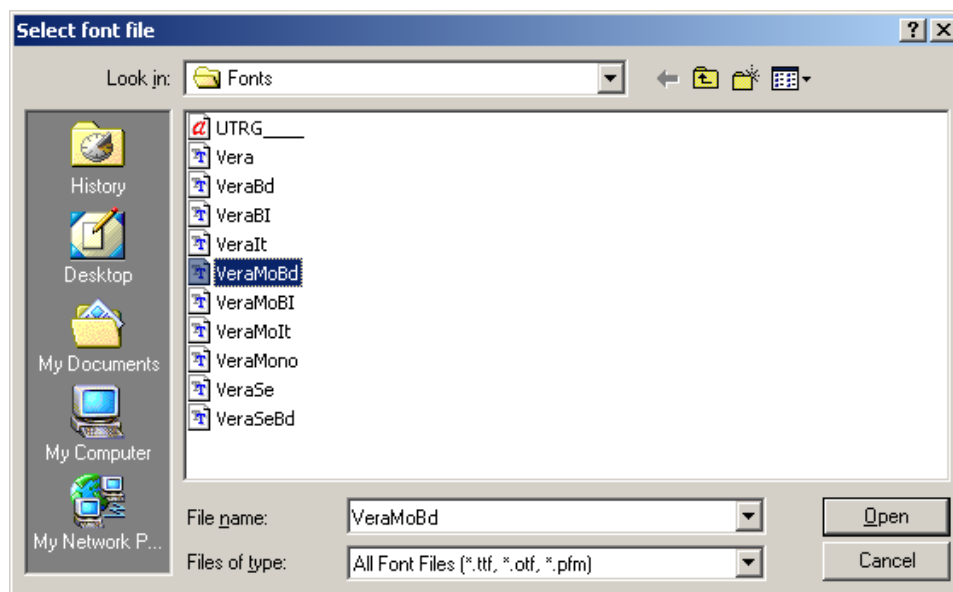 Select font file
Look in: Fonts
History
Desktop
My Documents
My Computer
My Network P...
UTRG____
Vera
VeraBd
VeraBI
VeraIt
VeraMoBd
VeraMoBI
VeraMoIt
VeraMono
VeraSe
VeraSeBd
File name: VeraMoBd Open
Files of type: All Font Files (*.ttf, *.otf, *.pfm) Cancel